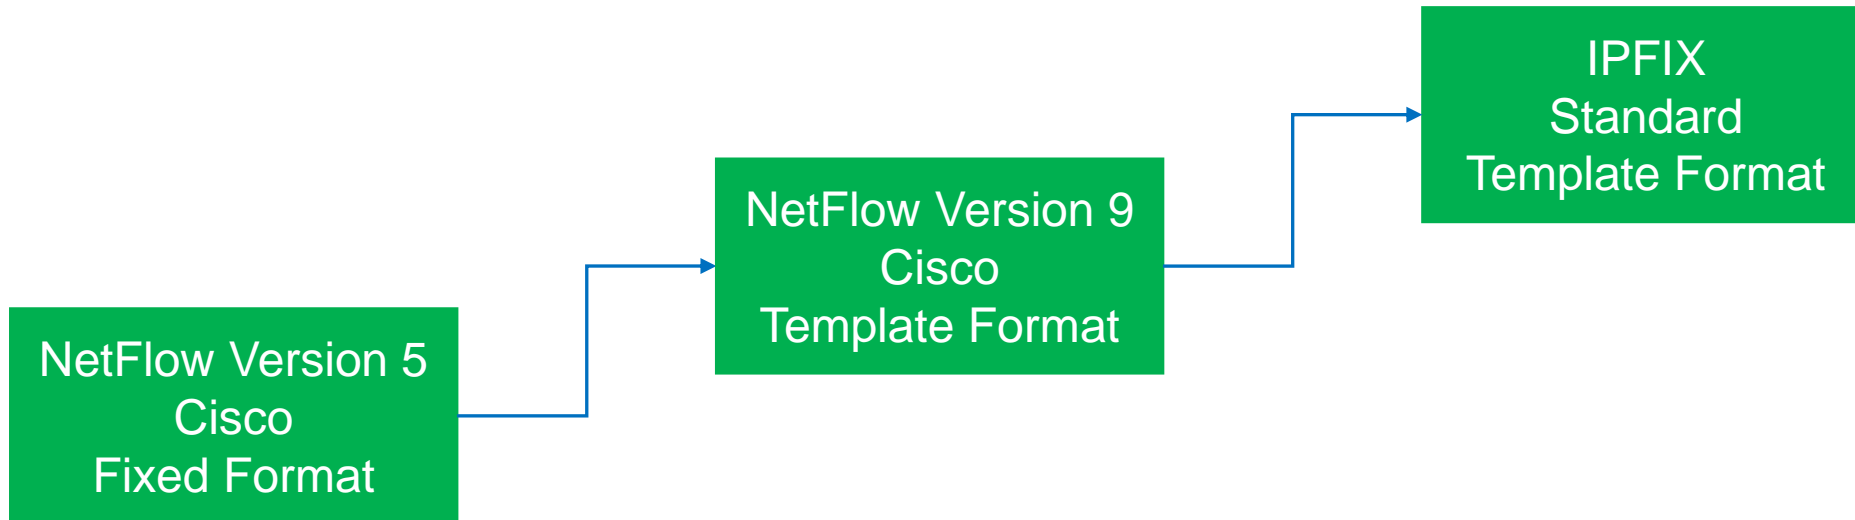 NetFlow Version 5
Cisco
Fixed Format
NetFlow Version 9
Cisco
Template Format
IPFIX
Standard
Template Format